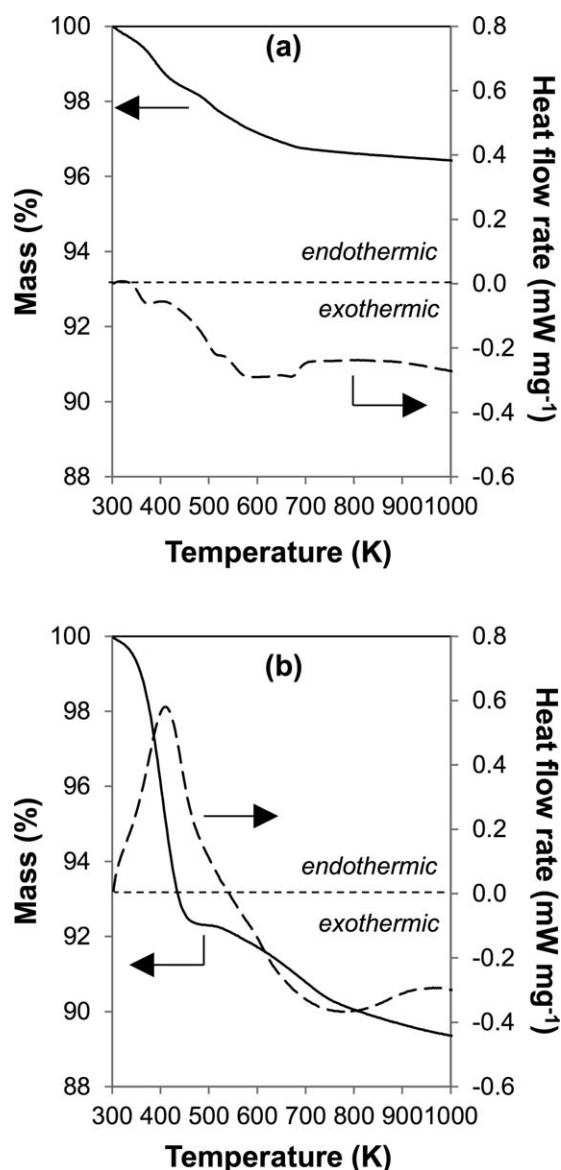 100
98
96
94
92
90
88
Mass (%)
(a)
endothermic
exothermic
0.8
0.6
0.4
0.2
0.0
-0.2
-0.4
-0.6
Heat flow rate (mW mg-1)
300 400 500 600 700 800 900 1000
Temperature (K)
100
98
96
94
92
90
88
Mass (%)
(b)
endothermic
exothermic
0.8
0.6
0.4
0.2
0.0
-0.2
-0.4
-0.6
Heat flow rate (mW mg-1)
300 400 500 600 700 800 900 1000
Temperature (K)